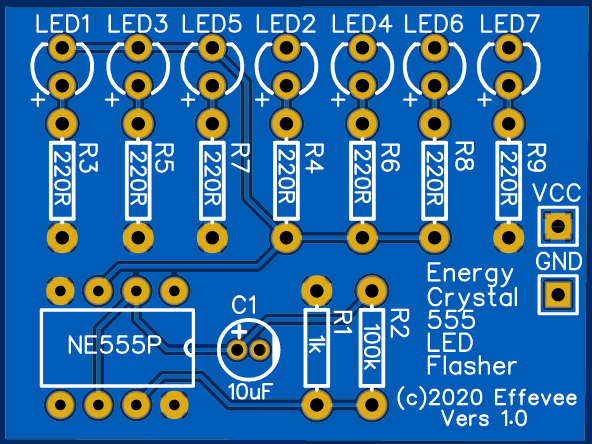 LED1 LED3 LED5 LED2 LED4 LED6 LED7
+ + + + + + +
R3 R5 R7 R4 R6 R8 R9
220R 220R 220R 220R 220R 220R 220R
VCC
GND
Energy
Crystal
555
LED
Flasher
C1
+
R1 R2
NE555P
1k 100k
10uF
(c)2020 Effevee
Vers 1.0